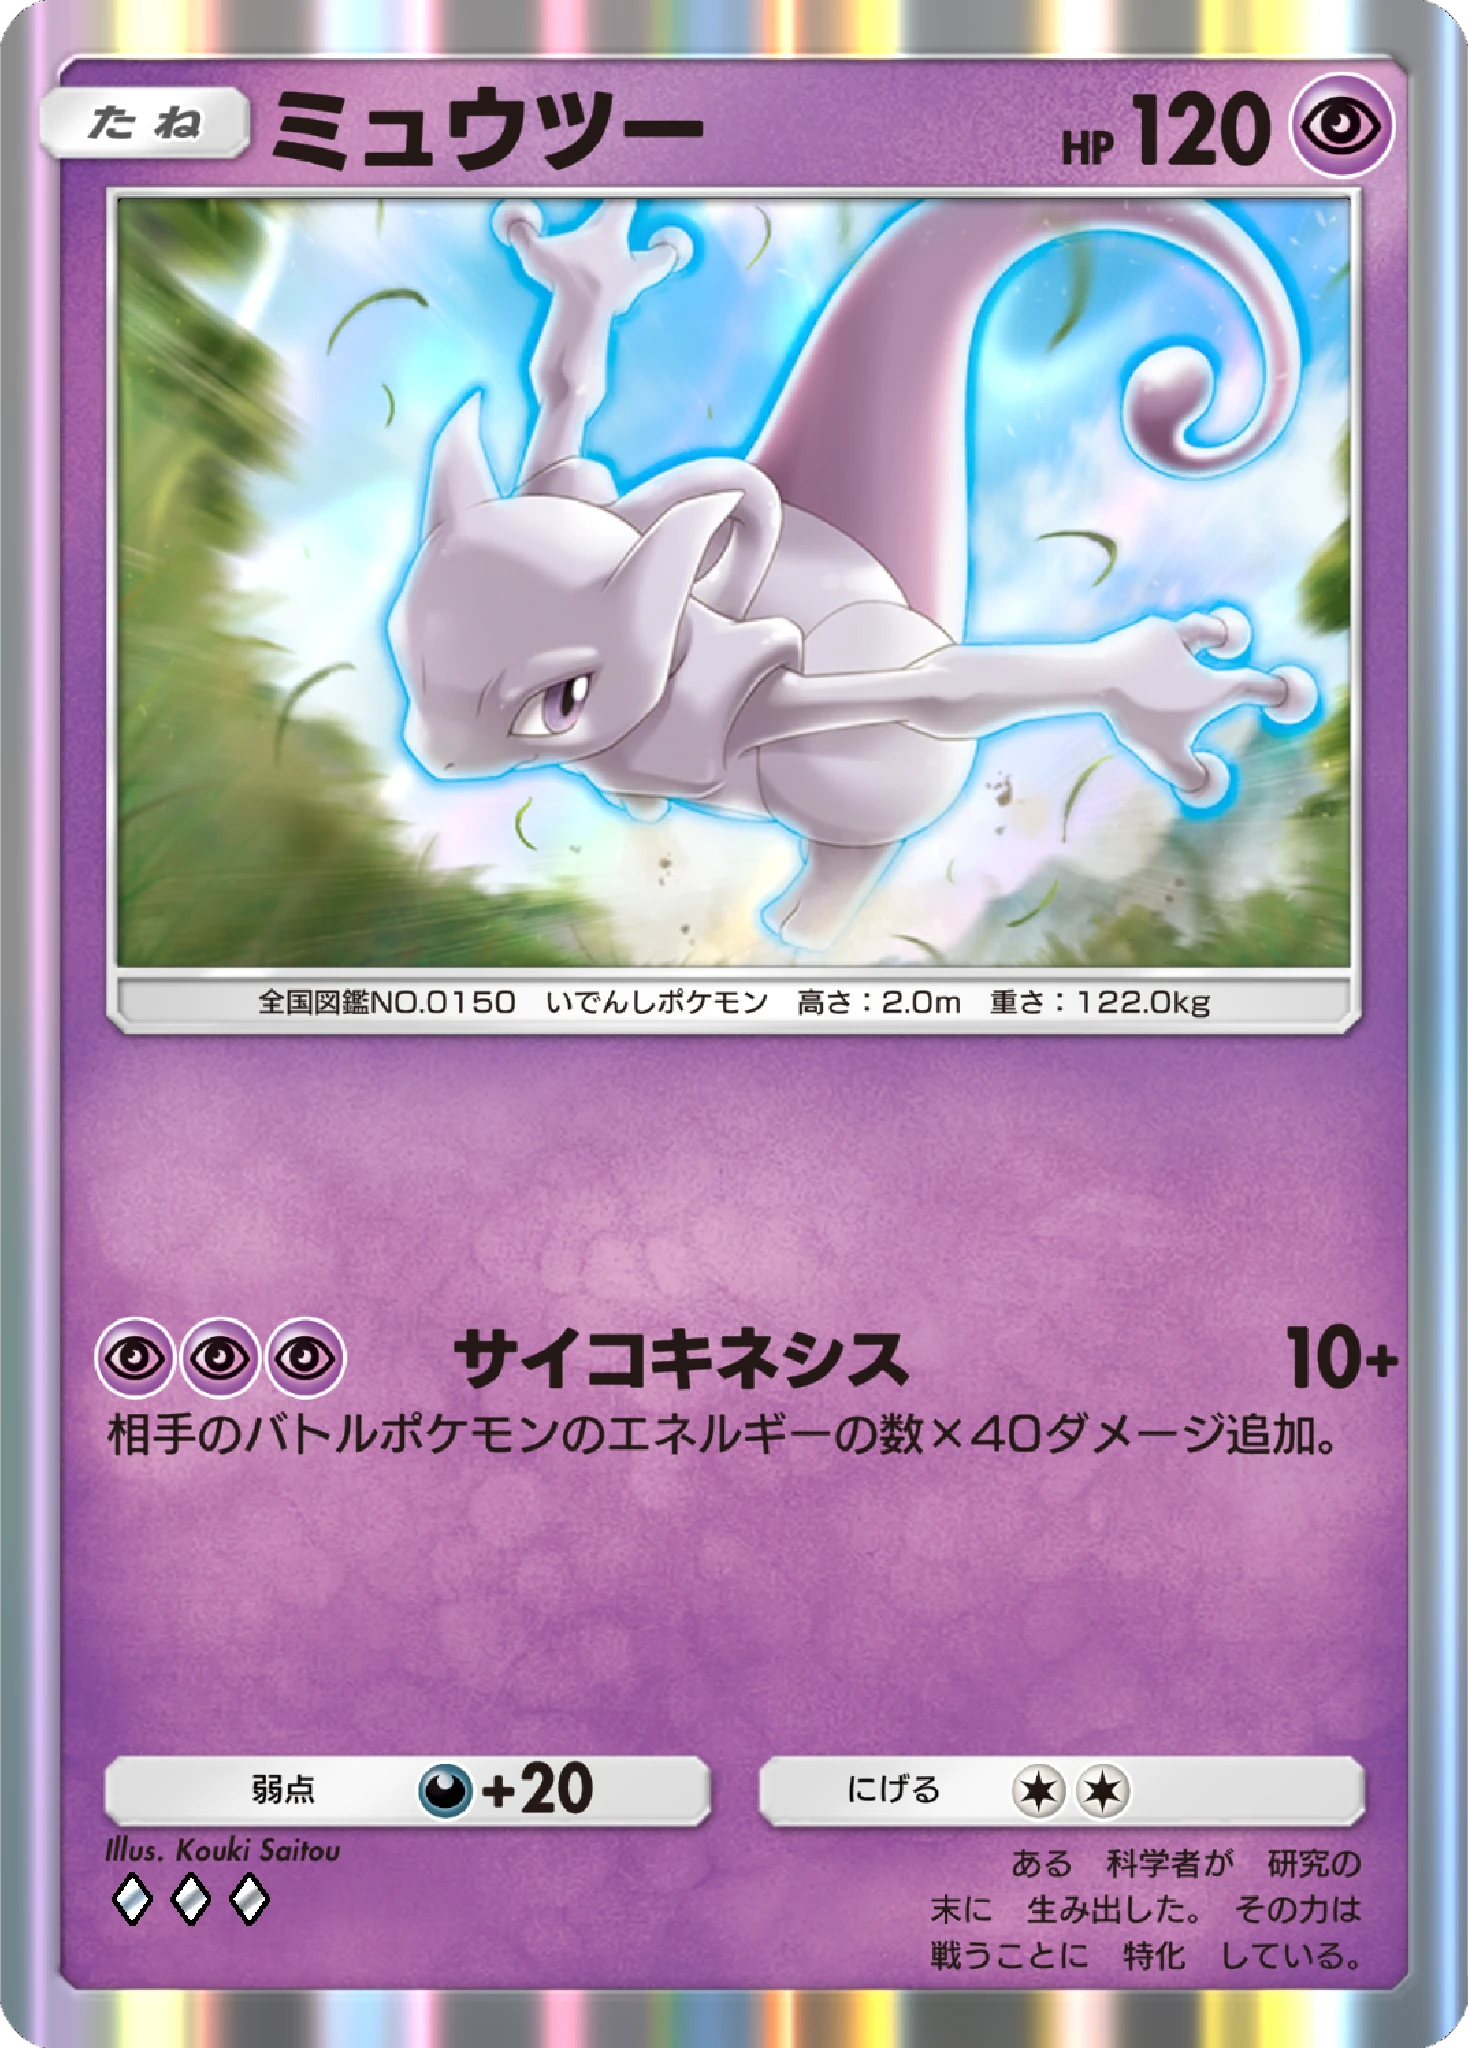 たね ミュウツー HP 120
全国図鑑NO.0150 いでんしポケモン 高さ:2.0m 重さ:122.0kg
サイコキネシス 10+
相手のバトルポケモンのエネルギーの数×40ダメージ追加。
弱点 +20 にげる
Illus. Kouki Saitou
ある 科学者が 研究の
末に 生み出した。 その力は
戦うことに 特化 している。